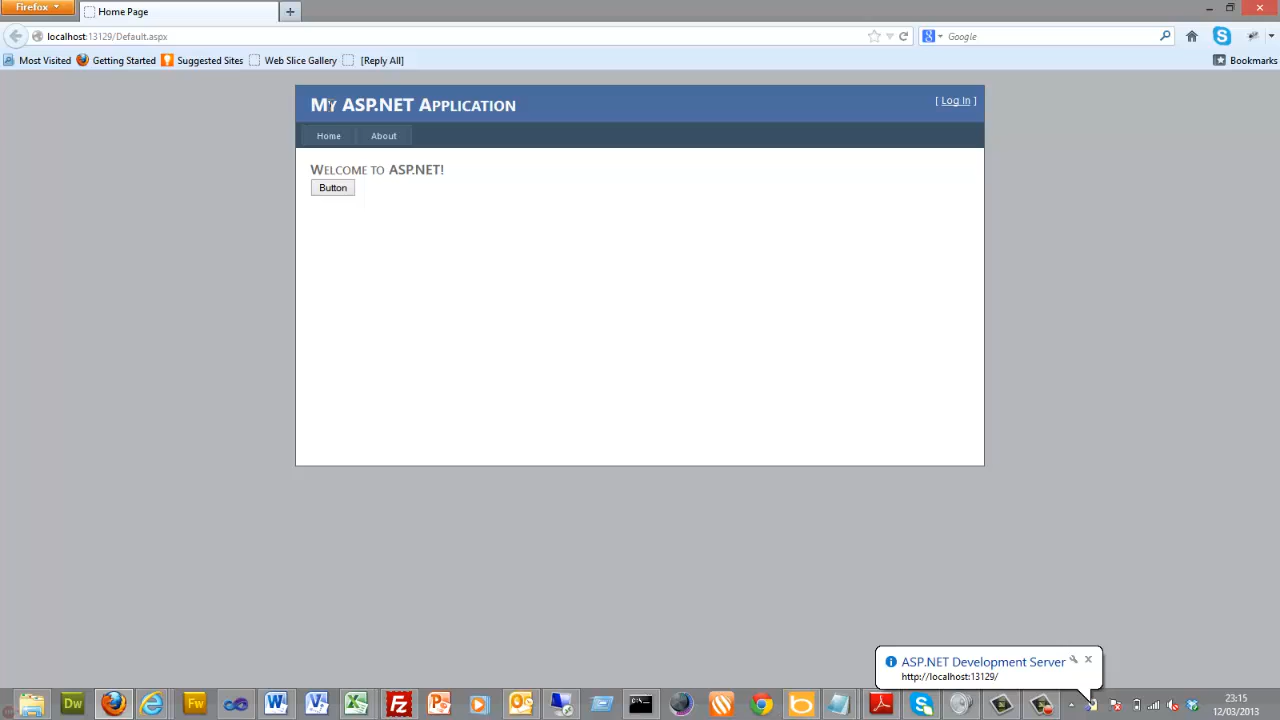 Firefox
Home Page
localhost:13129/Default.aspx
Google
Most Visited
Getting Started
Suggested Sites
Web Slice Gallery
[Reply All]
Bookmarks
MY ASP.NET APPLICATION
[ Log In ]
Home
About
WELCOME TO ASP.NET!
Button
ASP.NET Development Server
http://localhost:13129/
Dw
Fw
23:15
12/03/2013